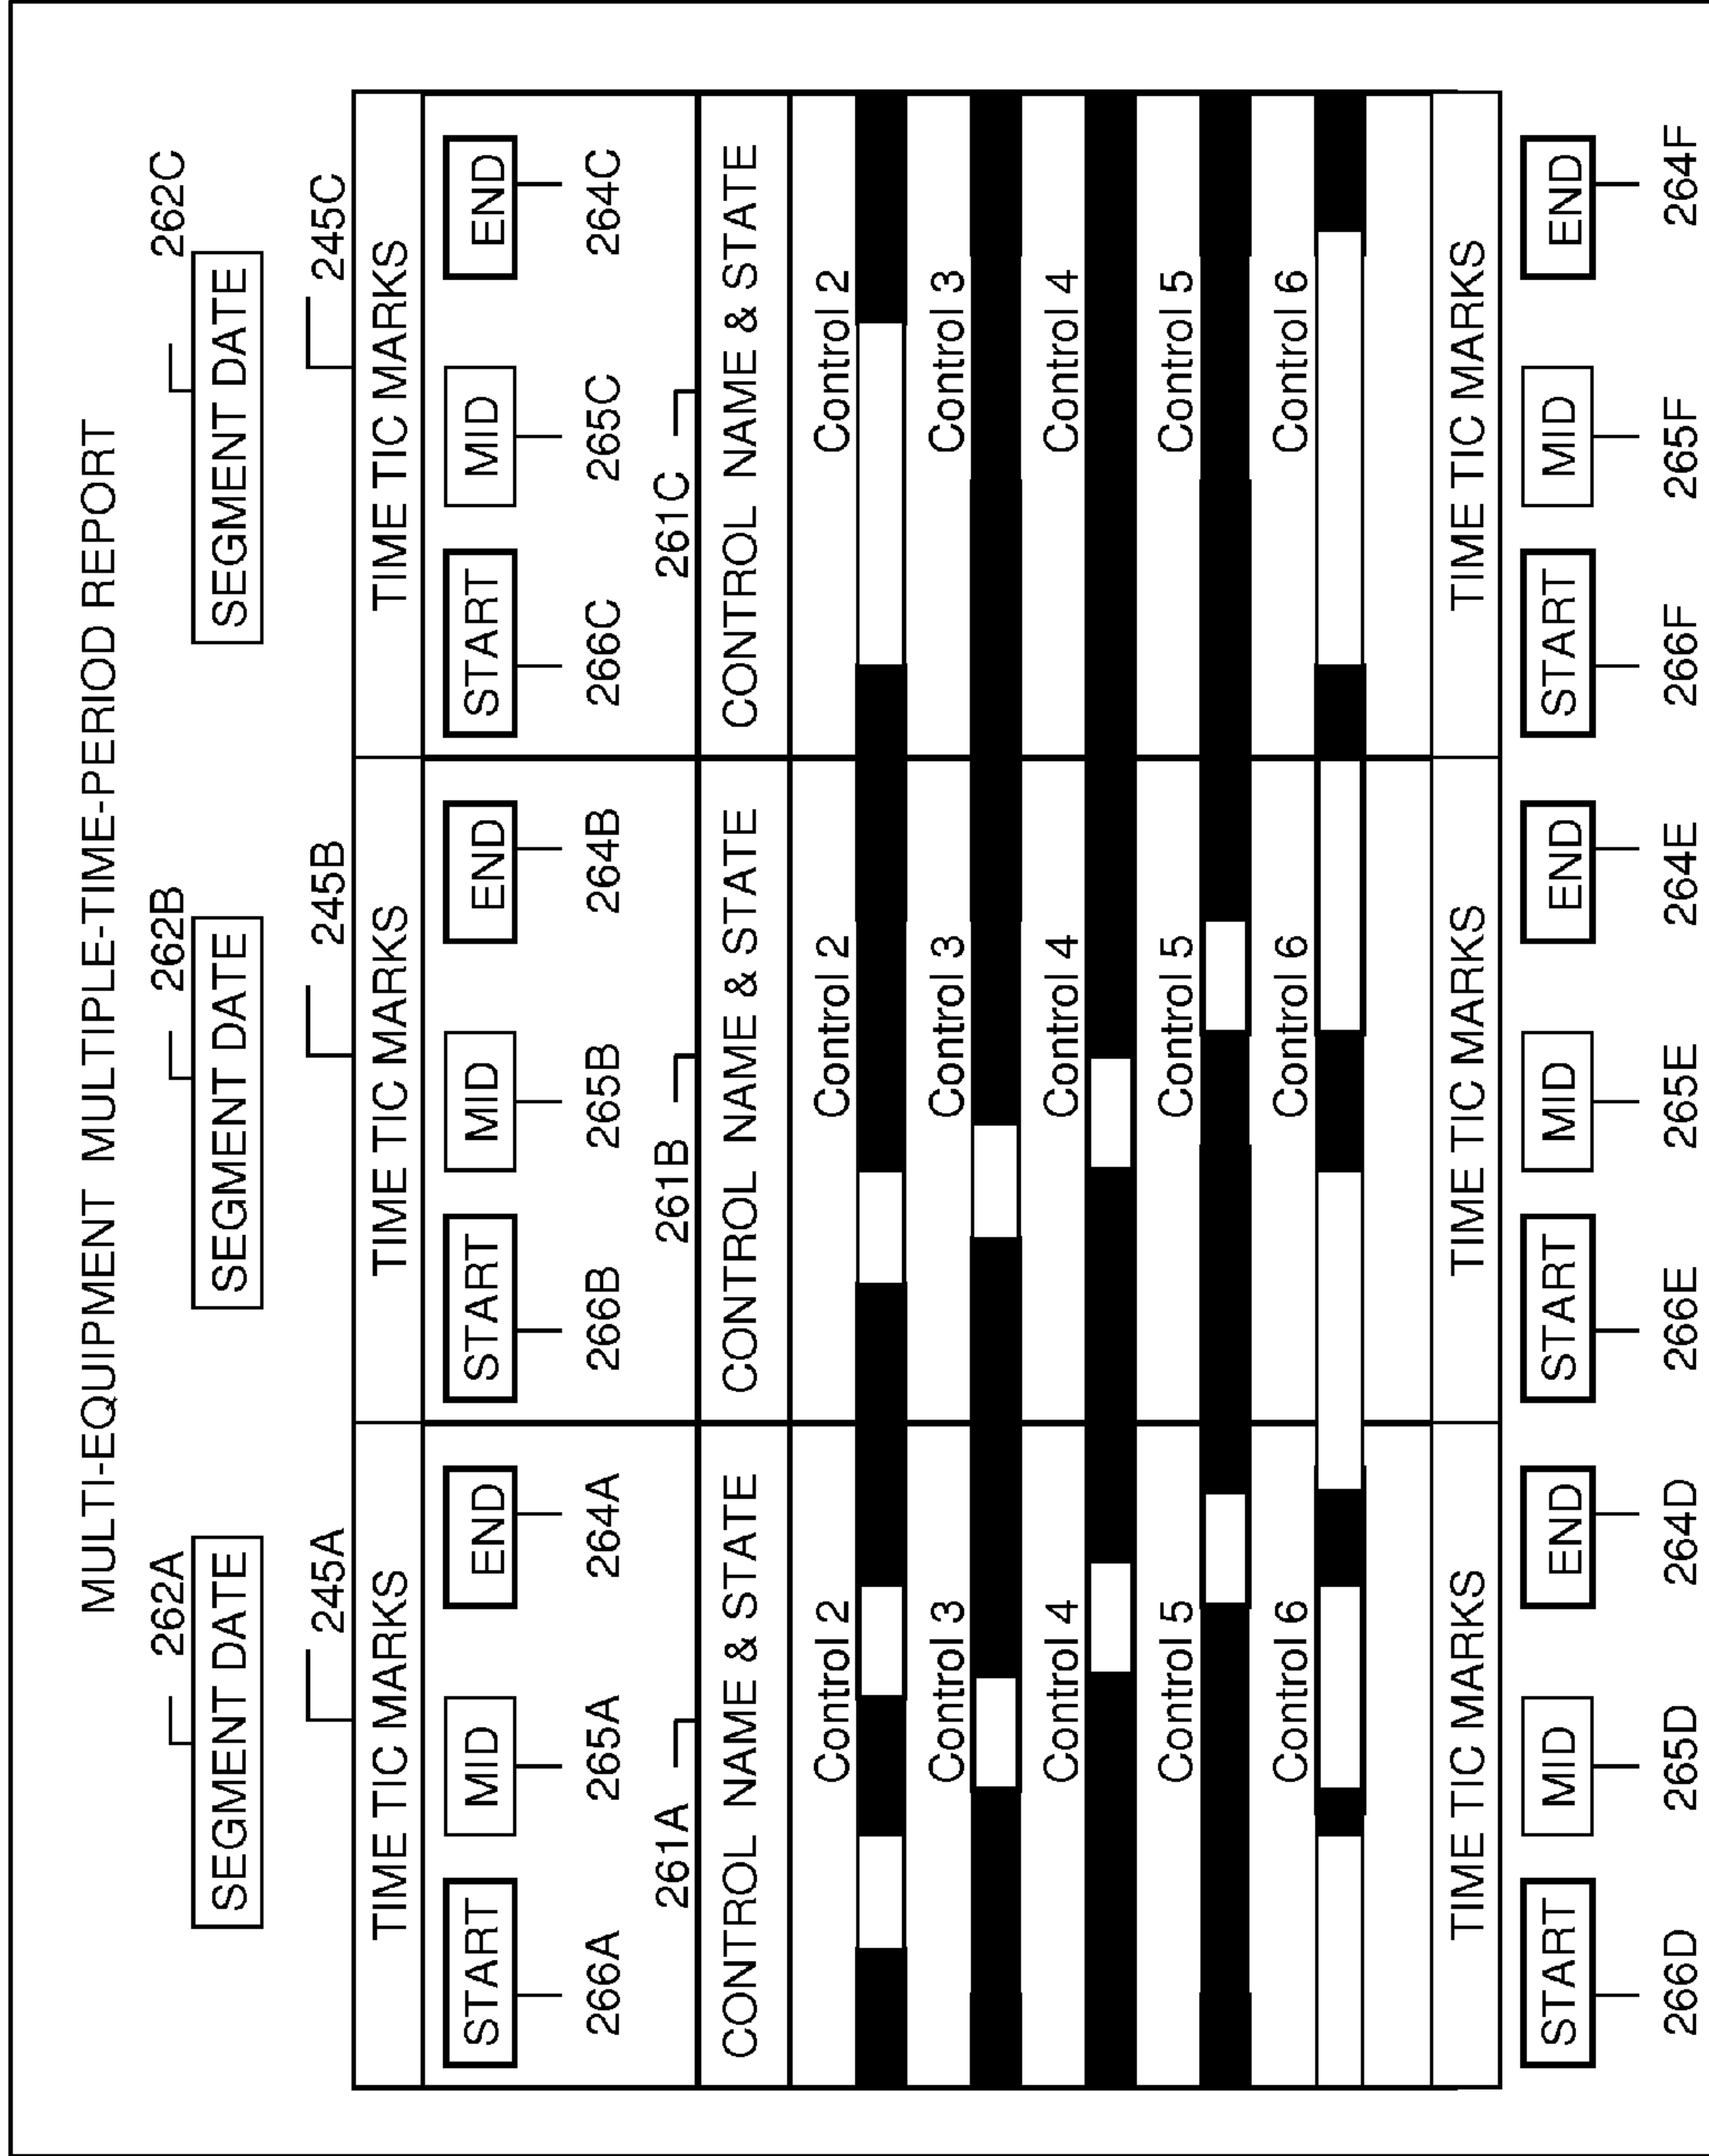 MULTI-EQUIPMENT MULTIPLE-TIME-PERIOD REPORT
262A 262B 262C
SEGMENT DATE SEGMENT DATE SEGMENT DATE
245A 245B 245C
TIME TIC MARKS TIME TIC MARKS TIME TIC MARKS
START MID END START MID END START MID END
266A 265A 264A 266B 265B 264B 266C 265C 264C
261A 261B 261C
CONTROL NAME & STATE CONTROL NAME & STATE CONTROL NAME & STATE
Control 2 Control 2 Control 2
Control 3 Control 3 Control 3
Control 4 Control 4 Control 4
Control 5 Control 5 Control 5
Control 6 Control 6 Control 6
TIME TIC MARKS TIME TIC MARKS TIME TIC MARKS
START MID END START MID END START MID END
266D 265D 264D 266E 265E 264E 266F 265F 264F